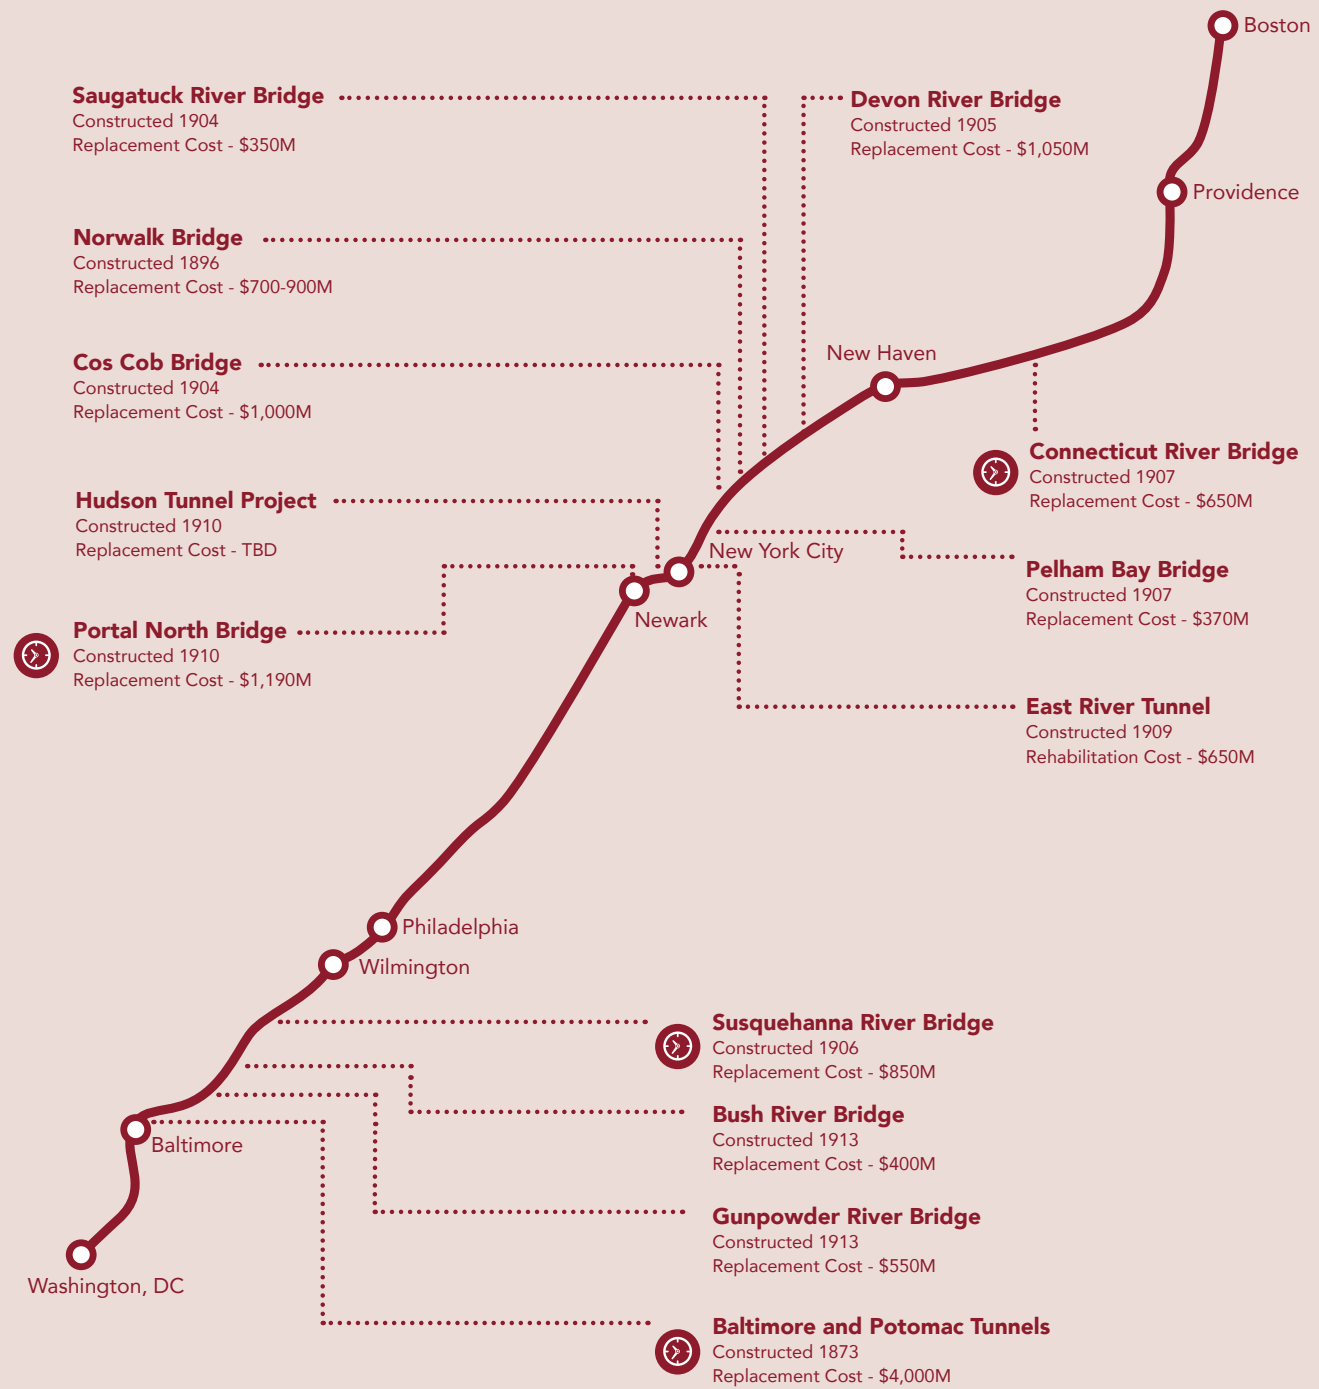 Boston
Saugatuck River Bridge
Constructed 1904
Replacement Cost - $350M
Devon River Bridge
Constructed 1905
Replacement Cost - $1,050M
Providence
Norwalk Bridge
Constructed 1896
Replacement Cost - $700-900M
New Haven
Cos Cob Bridge
Constructed 1904
Replacement Cost - $1,000M
Connecticut River Bridge
Constructed 1907
Replacement Cost - $650M
Hudson Tunnel Project
Constructed 1910
Replacement Cost - TBD
New York City
Pelham Bay Bridge
Constructed 1907
Replacement Cost - $370M
Newark
Portal North Bridge
Constructed 1910
Replacement Cost - $1,190M
East River Tunnel
Constructed 1909
Rehabilitation Cost - $650M
Philadelphia
Wilmington
Susquehanna River Bridge
Constructed 1906
Replacement Cost - $850M
Bush River Bridge
Constructed 1913
Replacement Cost - $400M
Baltimore
Gunpowder River Bridge
Constructed 1913
Replacement Cost - $550M
Washington, DC
Baltimore and Potomac Tunnels
Constructed 1873
Replacement Cost - $4,000M